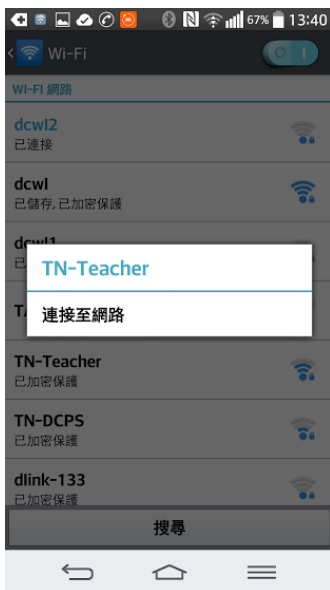 67% 13:40
Wi-Fi
WI-FI 網路
dcwl2
已連接
dcwl
已儲存, 已加密保護
dcwl1
TN-Teacher
連接至網路
TN-Teacher
已加密保護
TN-DCPS
已加密保護
dlink-133
已加密保護
搜尋